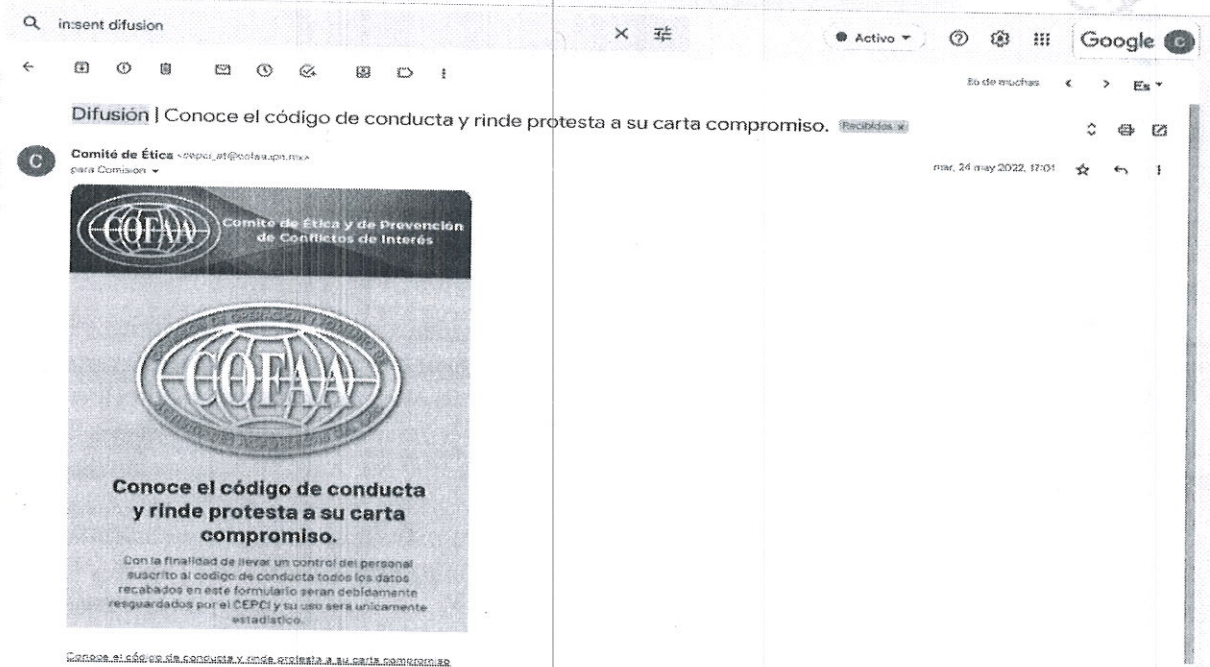 in:sent difusion
Activo
Google
C
Eo de muchas
Es
Difusión | Conoce el código de conducta y rinde protesta a su carta compromiso. Recibidos x
C
Comité de Ética
para Comision
mar, 24 may 2022, 17:01
COFAA
Comité de Ética y de Prevención
de Conflictos de Interés
COFAA
Conoce el código de conducta
y rinde protesta a su carta
compromiso.
Con la finalidad de llevar un control del personal
suscrito al codigo de conducta todos los datos
recabados en este formulario seran debidamente
resguardados por el CEPCI y su uso sera unicamente
estadistico.
Conoce el código de conducta y rinde protesta a su carta compromiso